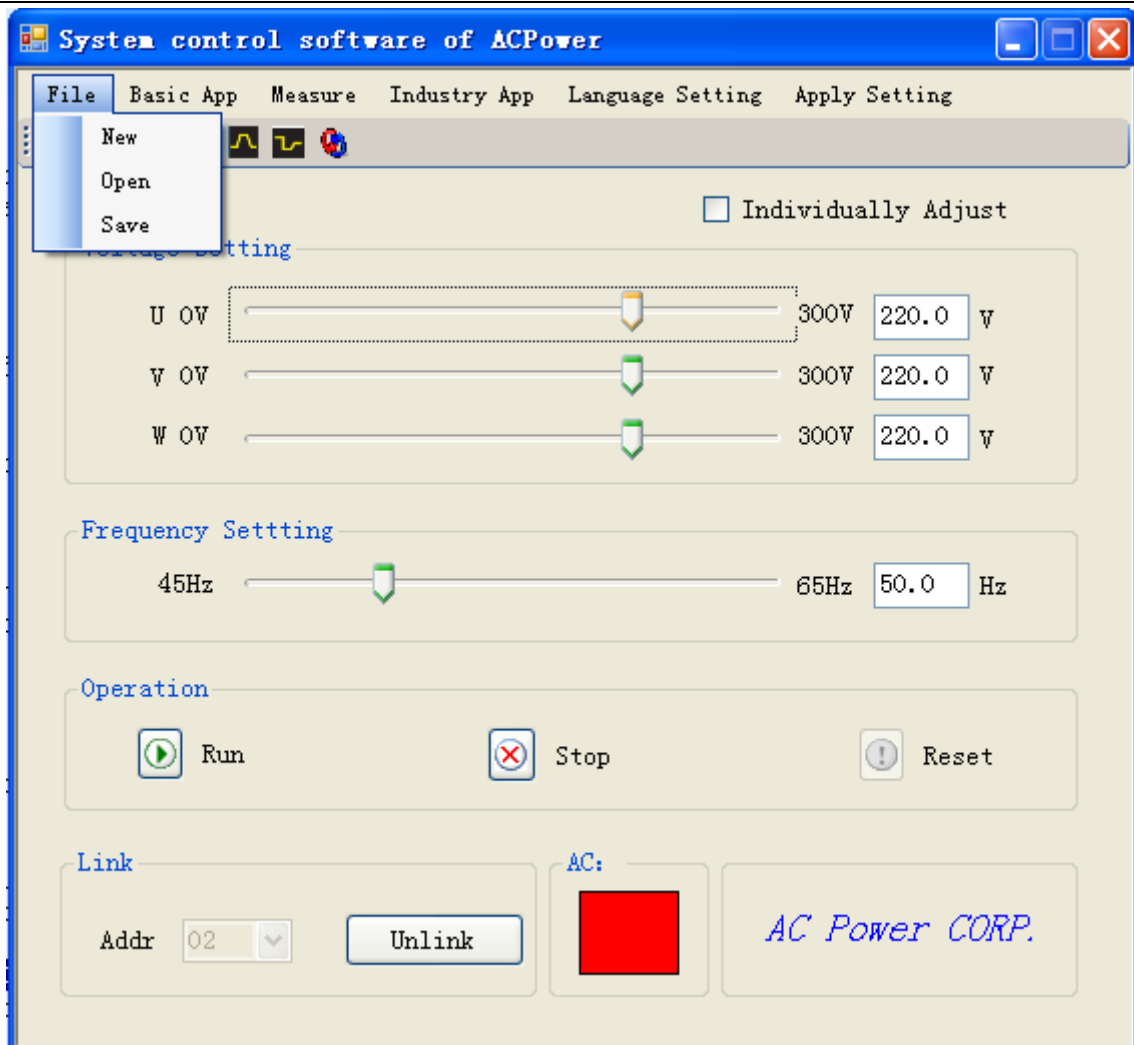 System control software of ACPower
File Basic App Measure Industry App Language Setting Apply Setting
New
Open
Save
Individually Adjust
Voltage Setting
U 0V 300V 220.0 V
V 0V 300V 220.0 V
W 0V 300V 220.0 V
Frequency Settting
45Hz 65Hz 50.0 Hz
Operation
Run Stop Reset
Link AC:
Addr 02 Unlink AC Power CORP.